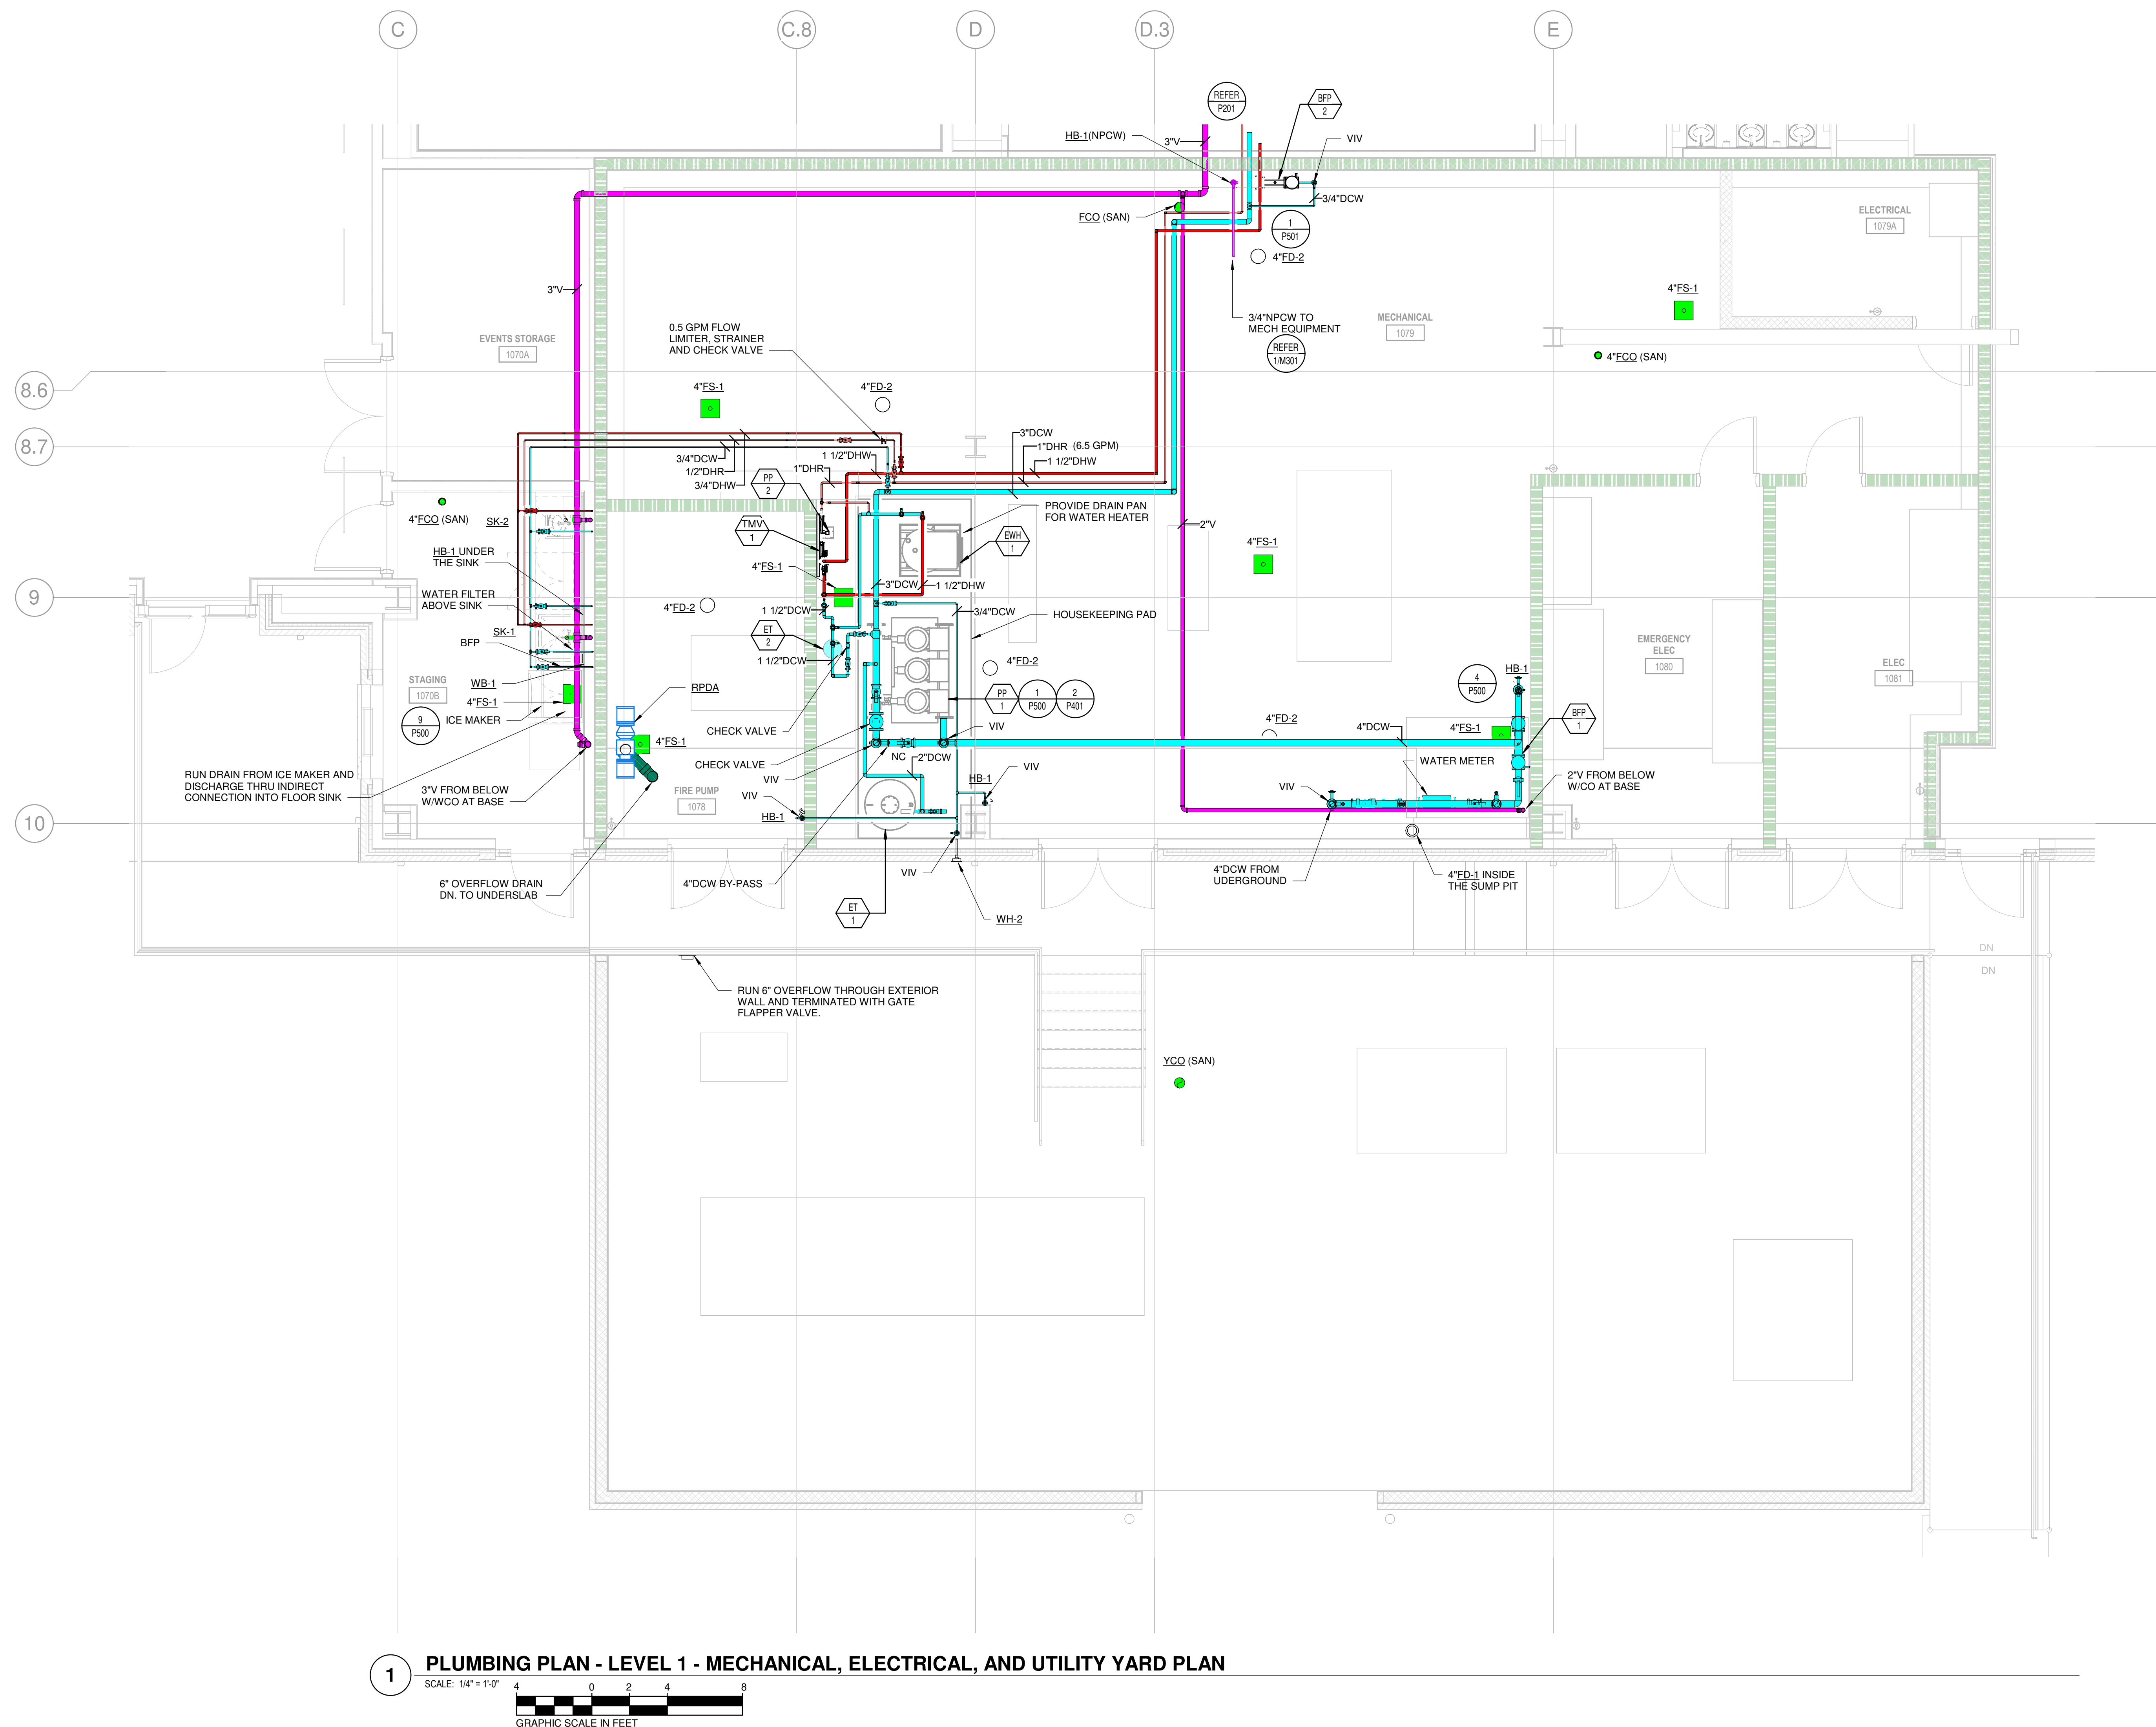 C
C.8
D
D.3
E
REFER
P201
BFP
2
HB-1(NPCW)
VIV
3"V
3/4"DCW
FCO (SAN)
1
P501
4"FD-2
ELECTRICAL
1079A
3"V
4"FS-1
0.5 GPM FLOW
LIMITER, STRAINER
AND CHECK VALVE
3/4"NPCW TO
MECH EQUIPMENT
REFER
1/M301
MECHANICAL
1079
EVENTS STORAGE
1070A
4"FCO (SAN)
8.6
4"FS-1
4"FD-2
8.7
3"DCW
1"DHR (6.5 GPM)
1 1/2"DHW
3/4"DCW
1/2"DHR
3/4"DHW
1 1/2"DHW
1"DHR
PP
2
4"FCO (SAN)
SK-2
TMV
1
PROVIDE DRAIN PAN
FOR WATER HEATER
EWH
1
2"V
4"FS-1
HB-1 UNDER
THE SINK
4"FS-1
3"DCW
1 1/2"DHW
9
WATER FILTER
ABOVE SINK
4"FD-2
1 1/2"DCW
3/4"DCW
HOUSEKEEPING PAD
SK-1
BFP
ET
2
1 1/2"DCW
EMERGENCY
ELEC
1080
ELEC
1081
4"FD-2
HB-1
STAGING
1070B
WB-1
4"FS-1
RPDA
PP
1
1
P500
2
P401
4
P500
BFP
1
9
P500
ICE MAKER
CHECK VALVE
VIV
4"FD-2
4"DCW
4"FS-1
4"FS-1
CHECK VALVE
NC
2"DCW
WATER METER
RUN DRAIN FROM ICE MAKER AND
DISCHARGE THRU INDIRECT
CONNECTION INTO FLOOR SINK
3"V FROM BELOW
W/WCO AT BASE
FIRE PUMP
1078
VIV
VIV
HB-1
HB-1
VIV
VIV
2"V FROM BELOW
W/CO AT BASE
10
6" OVERFLOW DRAIN
DN. TO UNDERSLAB
4"DCW BY-PASS
VIV
4"DCW FROM
UDERGROUND
4"FD-1 INSIDE
THE SUMP PIT
ET
1
WH-2
DN
DN
RUN 6" OVERFLOW THROUGH EXTERIOR
WALL AND TERMINATED WITH GATE
FLAPPER VALVE.
YCO (SAN)
1
PLUMBING PLAN - LEVEL 1 - MECHANICAL, ELECTRICAL, AND UTILITY YARD PLAN
SCALE: 1/4" = 1'-0"
4 0 2 4 8
GRAPHIC SCALE IN FEET